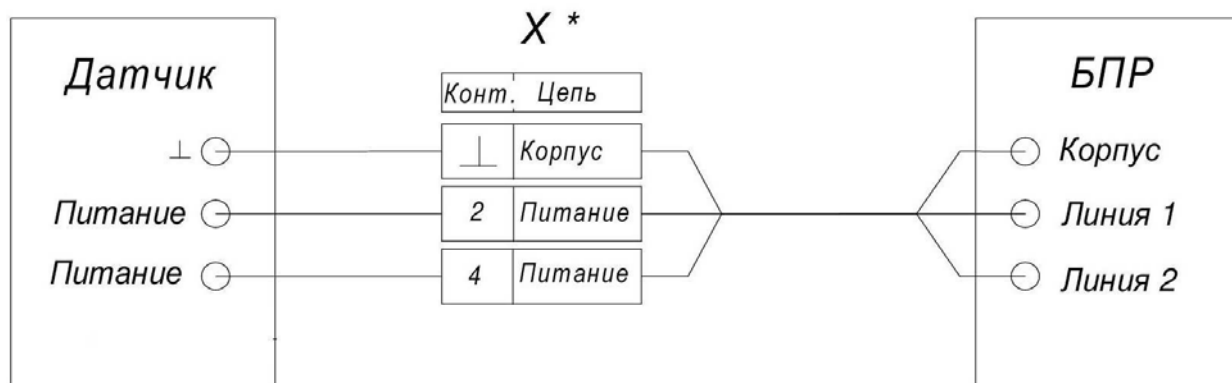 X *
Датчик
БПР
Конт. Цепь
⊥ ⊥ Корпус Корпус
Питание 2 Питание Линия 1
Питание 4 Питание Линия 2